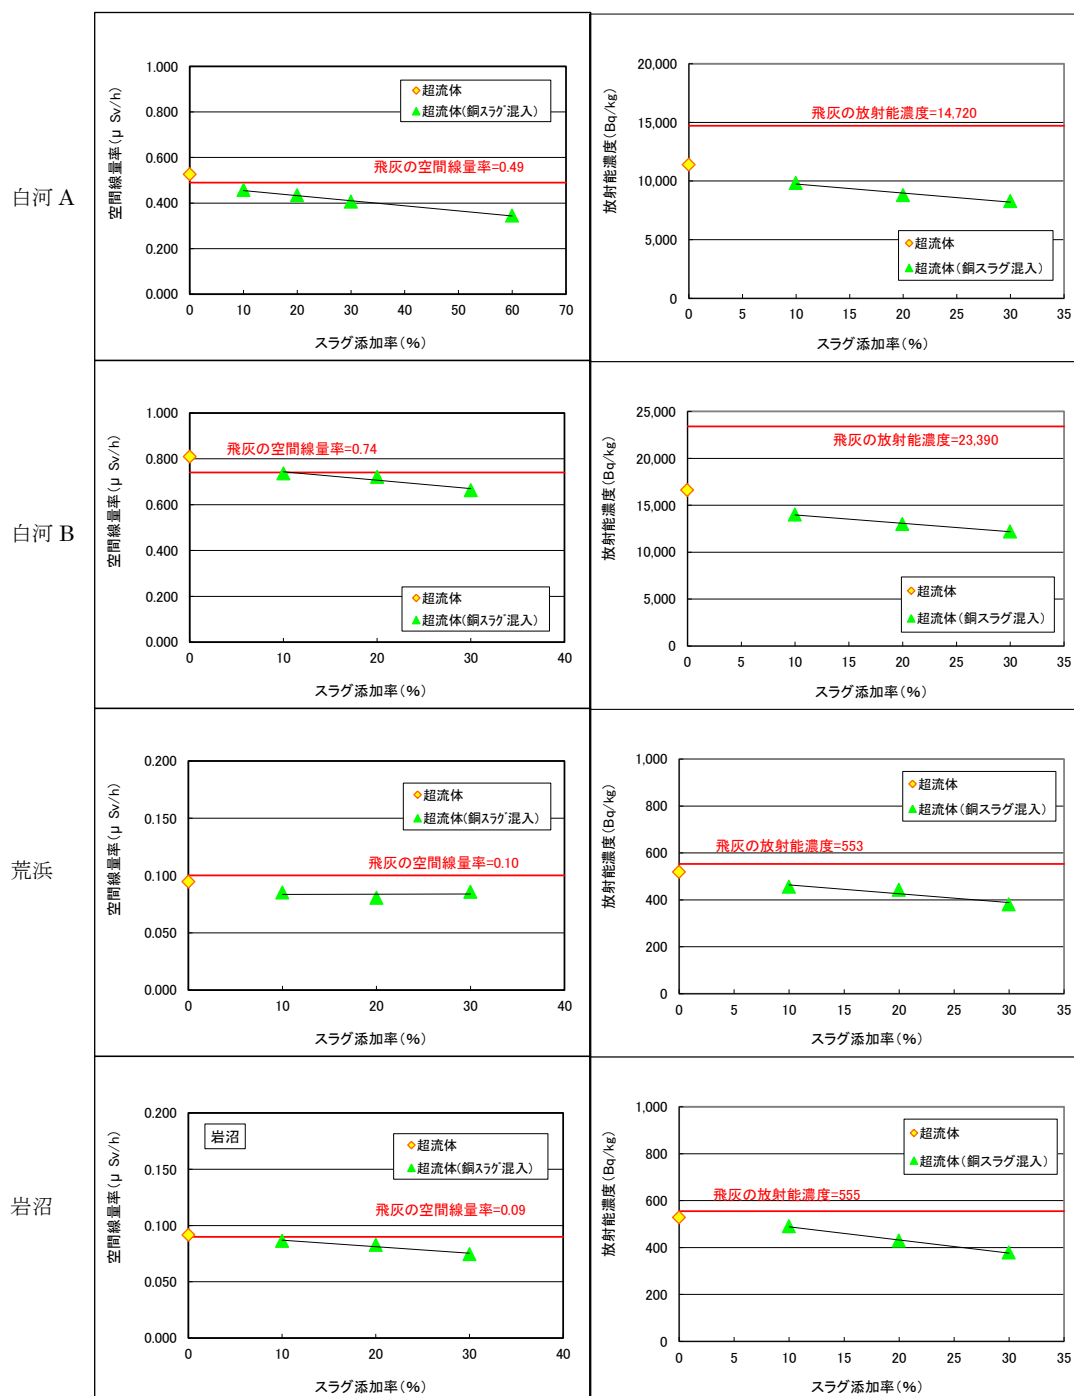 白河 A
1.000
0.800
0.600
0.400
0.200
0.000
空間線量率(μ Sv/h)
超流体
超流体(銅スラグ混入)
飛灰の空間線量率=0.49
0 10 20 30 40 50 60 70
スラグ添加率(%)
20,000
15,000
10,000
5,000
0
放射能濃度(Bq/kg)
飛灰の放射能濃度=14,720
超流体
超流体(銅スラグ混入)
0 5 10 15 20 25 30 35
スラグ添加率(%)
白河 B
1.000
0.800
0.600
0.400
0.200
0.000
空間線量率(μ Sv/h)
飛灰の空間線量率=0.74
超流体
超流体(銅スラグ混入)
0 10 20 30 40
スラグ添加率(%)
25,000
20,000
15,000
10,000
5,000
0
放射能濃度(Bq/kg)
飛灰の放射能濃度=23,390
超流体
超流体(銅スラグ混入)
0 5 10 15 20 25 30 35
スラグ添加率(%)
荒浜
0.200
0.150
0.100
0.050
0.000
空間線量率(μ Sv/h)
超流体
超流体(銅スラグ混入)
飛灰の空間線量率=0.10
0 10 20 30 40
スラグ添加率(%)
1,000
800
600
400
200
0
放射能濃度(Bq/kg)
超流体
超流体(銅スラグ混入)
飛灰の放射能濃度=553
0 5 10 15 20 25 30 35
スラグ添加率(%)
岩沼
0.200
0.150
0.100
0.050
0.000
空間線量率(μ Sv/h)
岩沼
超流体
超流体(銅スラグ混入)
飛灰の空間線量率=0.09
0 10 20 30 40
スラグ添加率(%)
1,000
800
600
400
200
0
放射能濃度(Bq/kg)
超流体
超流体(銅スラグ混入)
飛灰の放射能濃度=555
0 5 10 15 20 25 30 35
スラグ添加率(%)